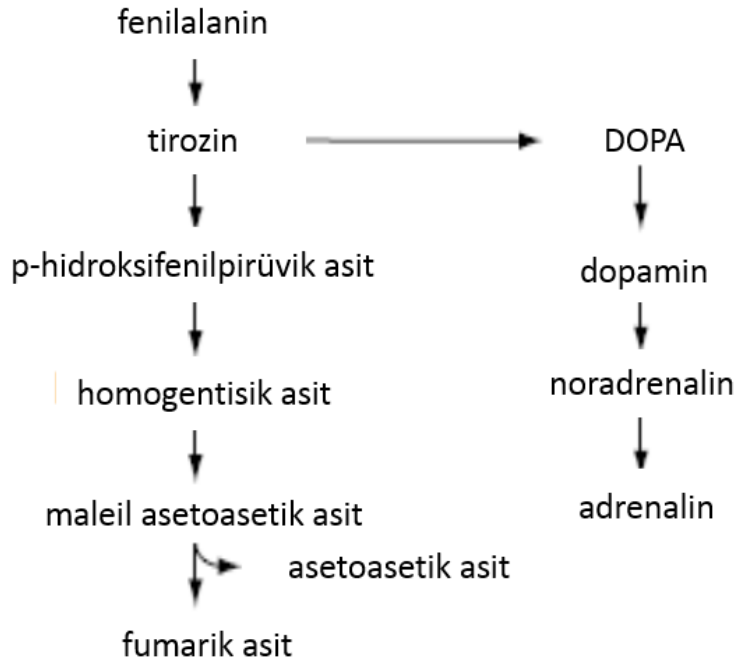 fenilalanin
tirozin
DOPA
p-hidroksifenilpirüvik asit
dopamin
homogentisik asit
noradrenalin
maleil asetoasetik asit
adrenalin
asetoasetik asit
fumarik asit